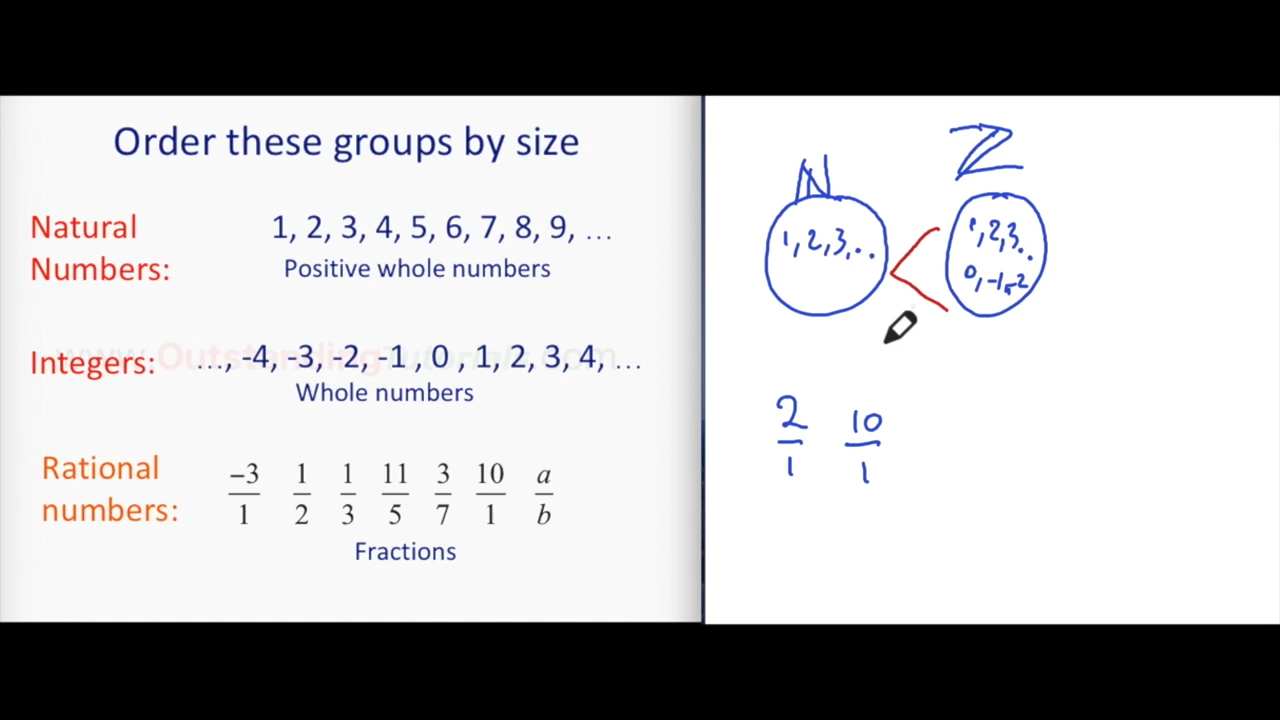 Order these groups by size
Natural
Numbers:
1, 2, 3, 4, 5, 6, 7, 8, 9, …
Positive whole numbers
www.OutstandingTutorials.com
Integers:
…, -4, -3, -2, -1 ,0 , 1, 2, 3, 4, …
Whole numbers
Rational
numbers:
−3/1 1/2 1/3 11/5 3/7 10/1 a/b
Fractions
N
Z
1, 2, 3, ..
<
1, 2, 3..
0, -1, -2
2/1 10/1